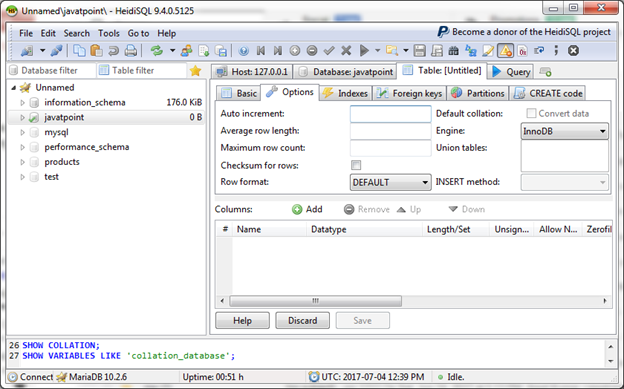 Unnamed\javatpoint\ - HeidiSQL 9.4.0.5125
File Edit Search Tools Go to Help
Become a donor of the HeidiSQL project
Database filter Table filter
Host: 127.0.0.1 Database: javatpoint Table: [Untitled] Query
Unnamed
information_schema 176.0 KiB
javatpoint 0 B
mysql
performance_schema
products
test
Basic Options Indexes Foreign keys Partitions CREATE code
Auto increment: Default collation: Convert data
Average row length: Engine: InnoDB
Maximum row count: Union tables:
Checksum for rows:
Row format: DEFAULT INSERT method:
Columns: Add Remove Up Down
# Name Datatype Length/Set Unsign... Allow N... Zerofil
Help Discard Save
26 SHOW COLLATION;
27 SHOW VARIABLES LIKE 'collation_database';
Connect MariaDB 10.2.6 Uptime: 00:51 h UTC: 2017-07-04 12:39 PM Idle.